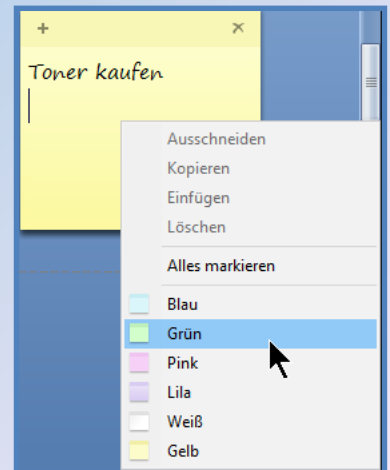 Toner kaufen
Ausschneiden
Kopieren
Einfügen
Löschen
Alles markieren
Blau
Grün
Pink
Lila
Weiß
Gelb